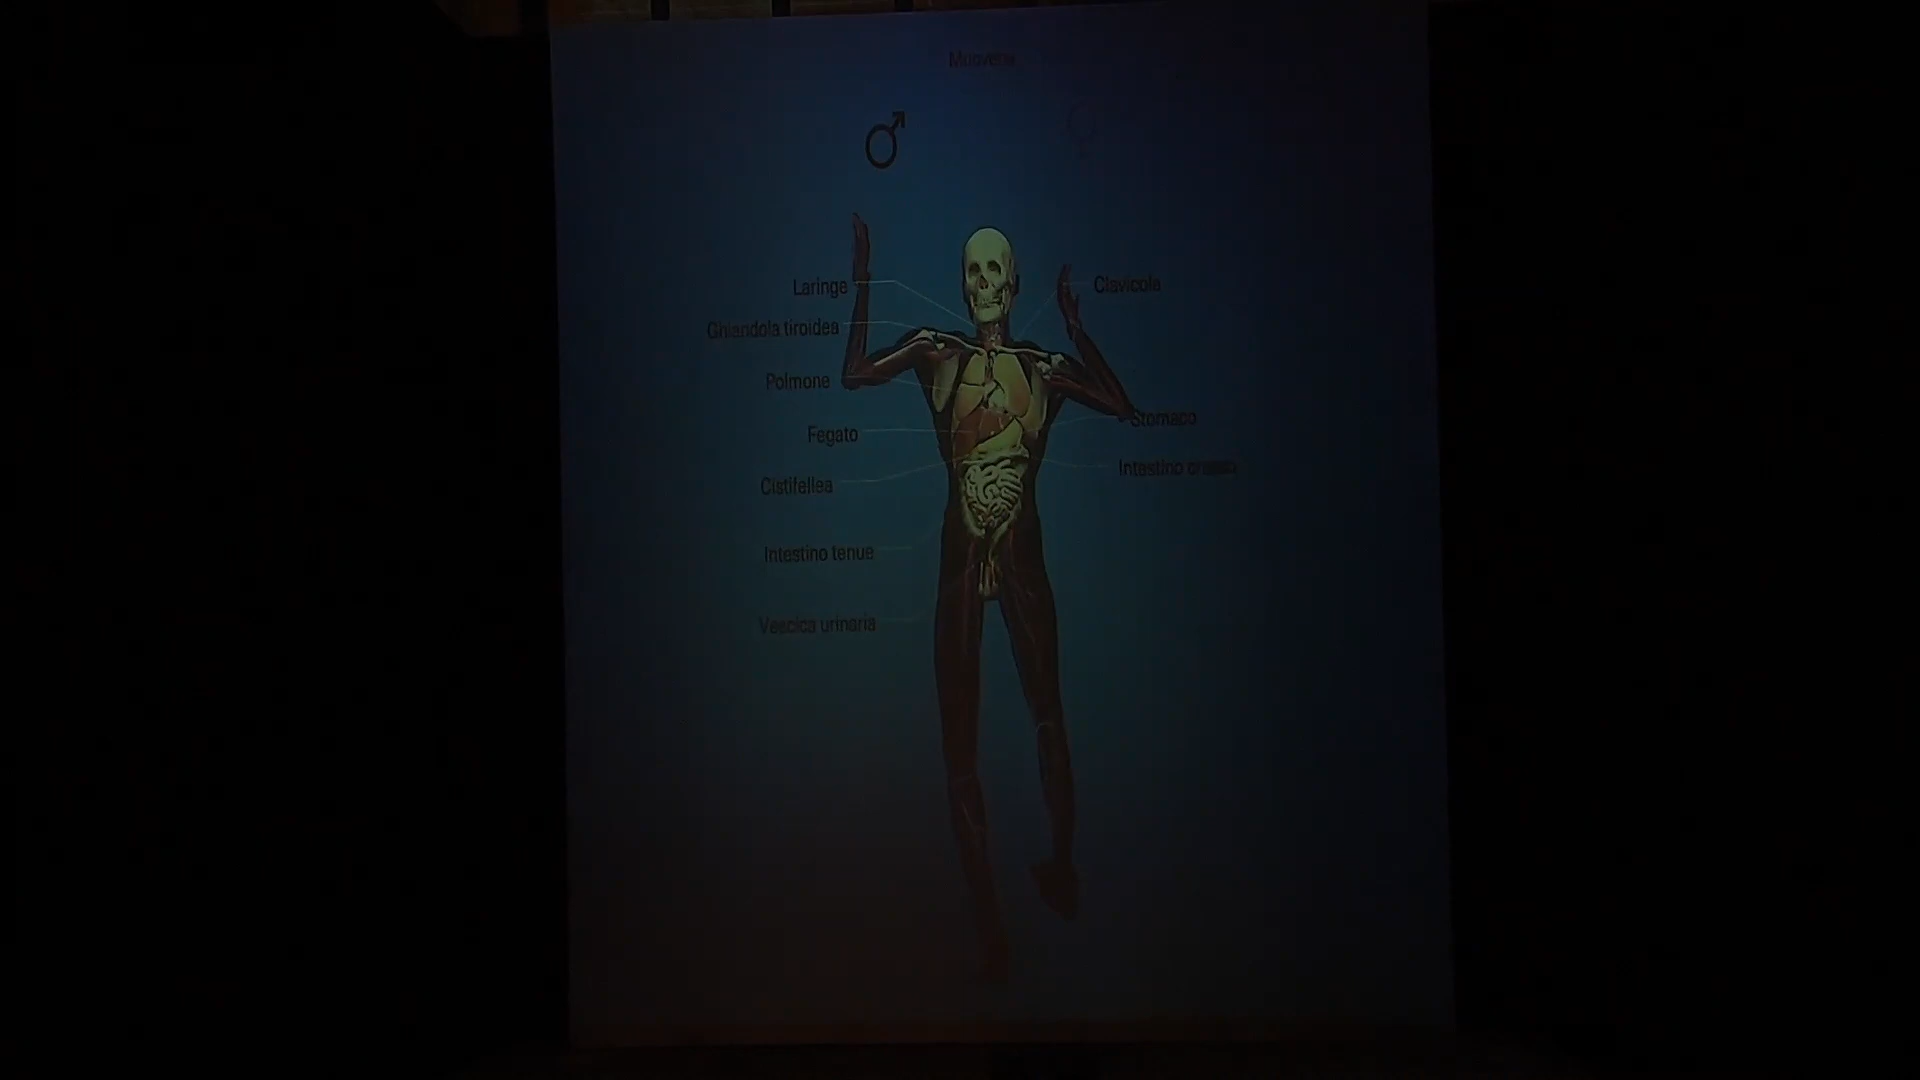 Laringe
Clavicola
Ghiandola tiroidea
Polmone
Stomaco
Fegato
Intestino
Cistifellea
Intestino tenue
Vescica urinaria